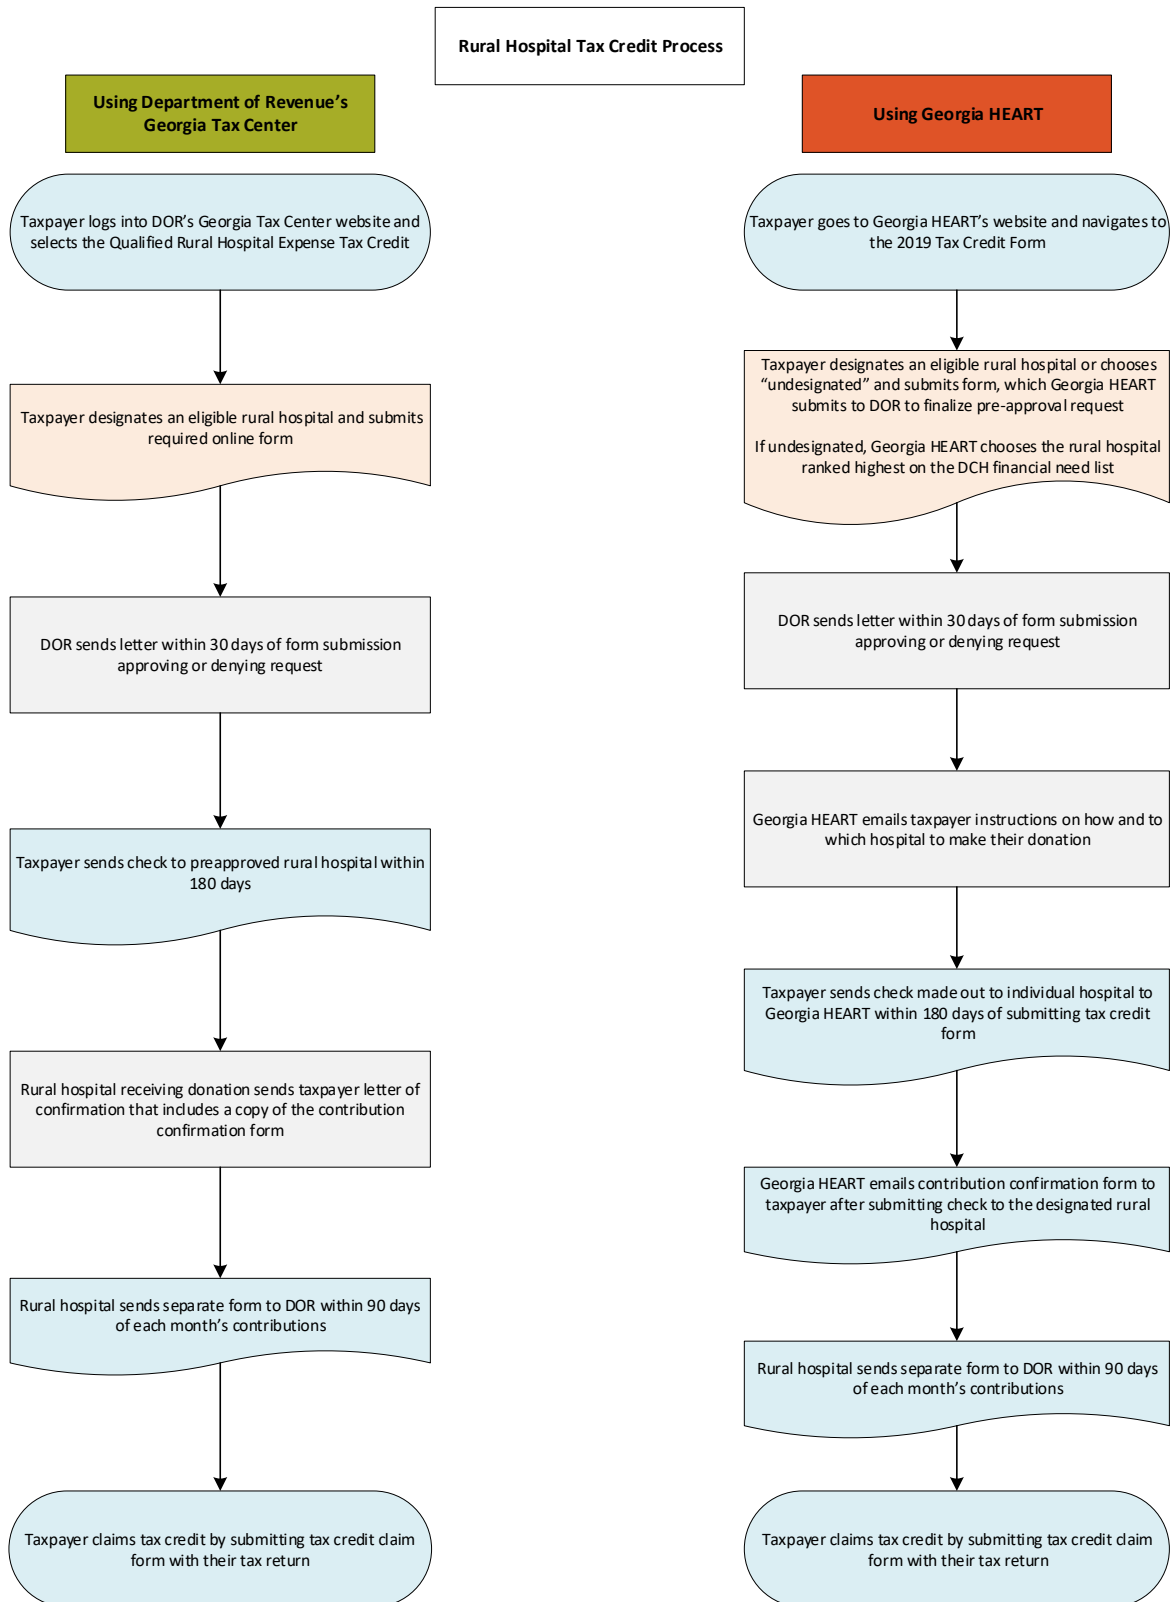 Rural Hospital Tax Credit Process
Using Department of Revenue's
Georgia Tax Center
Taxpayer logs into DOR's Georgia Tax Center website and
selects the Qualified Rural Hospital Expense Tax Credit
Taxpayer designates an eligible rural hospital and submits
required online form
DOR sends letter within 30 days of form submission
approving or denying request
Taxpayer sends check to preapproved rural hospital within
180 days
Rural hospital receiving donation sends taxpayer letter of
confirmation that includes a copy of the contribution
confirmation form
Rural hospital sends separate form to DOR within 90 days
of each month's contributions
Taxpayer claims tax credit by submitting tax credit claim
form with their tax return
Using Georgia HEART
Taxpayer goes to Georgia HEART's website and navigates to
the 2019 Tax Credit Form
Taxpayer designates an eligible rural hospital or chooses
“undesignated” and submits form, which Georgia HEART
submits to DOR to finalize pre-approval request
If undesignated, Georgia HEART chooses the rural hospital
ranked highest on the DCH financial need list
DOR sends letter within 30 days of form submission
approving or denying request
Georgia HEART emails taxpayer instructions on how and to
which hospital to make their donation
Taxpayer sends check made out to individual hospital to
Georgia HEART within 180 days of submitting tax credit
form
Georgia HEART emails contribution confirmation form to
taxpayer after submitting check to the designated rural
hospital
Rural hospital sends separate form to DOR within 90 days
of each month's contributions
Taxpayer claims tax credit by submitting tax credit claim
form with their tax return